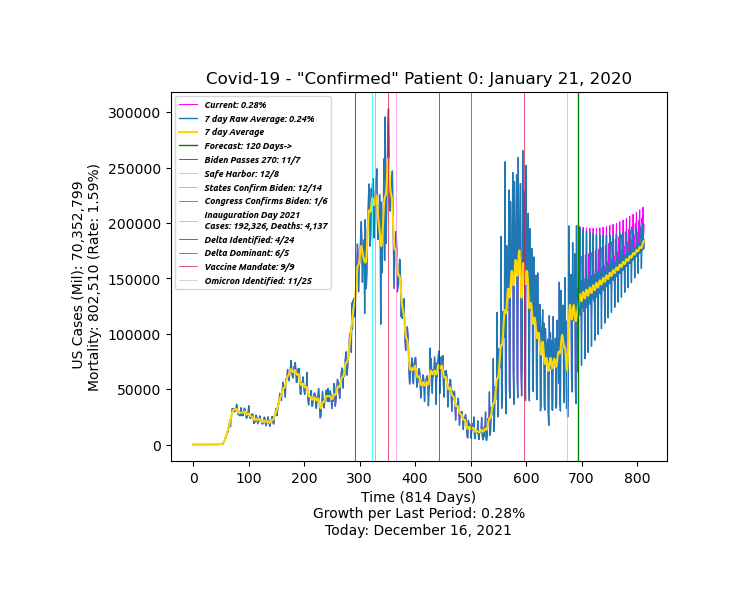 Covid-19 - "Confirmed" Patient 0: January 21, 2020
Current: 0.28%
7 day Raw Average: 0.24%
7 day Average
Forecast: 120 Days->
Biden Passes 270: 11/7
Safe Harbor: 12/8
States Confirm Biden: 12/14
Congress Confirms Biden: 1/6
Inauguration Day 2021
Cases: 192,326, Deaths: 4,137
Delta Identified: 4/24
Delta Dominant: 6/5
Vaccine Mandate: 9/9
Omicron Identified: 11/25
US Cases (Mil): 70,352,799
Mortality: 802,510 (Rate: 1.59%)
300000
250000
200000
150000
100000
50000
0
0 100 200 300 400 500 600 700 800
Time (814 Days)
Growth per Last Period: 0.28%
Today: December 16, 2021